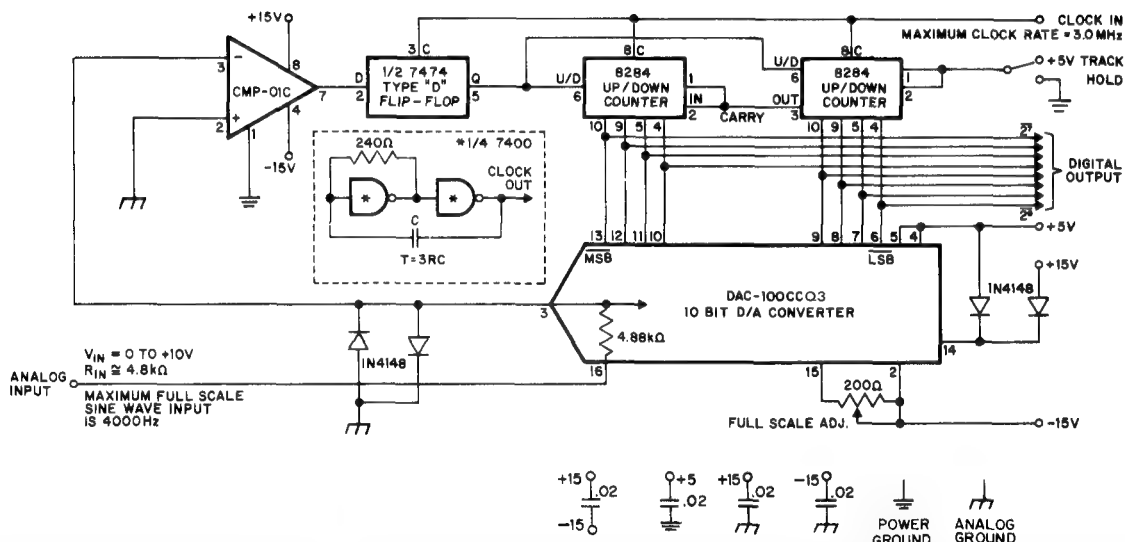 +15V
CLOCK IN
MAXIMUM CLOCK RATE = 3.0 MHz
3 C
8 C
8 C
+5V TRACK
HOLD
3
8
CMP-01C
7
2
4
1
-15V
D
2
1/2 7474
TYPE "D"
FLIP-FLOP
Q
5
U/D
6
8284
UP/DOWN
COUNTER
1
IN
2
10 9 5 4
CARRY
U/D
6
OUT
3
8284
UP/DOWN
COUNTER
1
2
10 9 5 4
*1/4 7400
240Ω
CLOCK
OUT
* *
C
T=3RC
2⁷
DIGITAL
OUTPUT
2⁰
+5V
+15V
13 12 11 10
MSB
9 8 7 6 5 4
LSB
DAC-100CCQ3
10 BIT D/A CONVERTER
3
4.88kΩ
16
15
2
14
1N4148
1N4148
VIN = 0 TO +10V
RIN ≅ 4.8kΩ
ANALOG
INPUT
MAXIMUM FULL SCALE
SINE WAVE INPUT
IS 4000Hz
200Ω
FULL SCALE ADJ.
-15V
+15
.02
-15
+5
.02
+15
.02
-15
.02
POWER
GROUND
ANALOG
GROUND